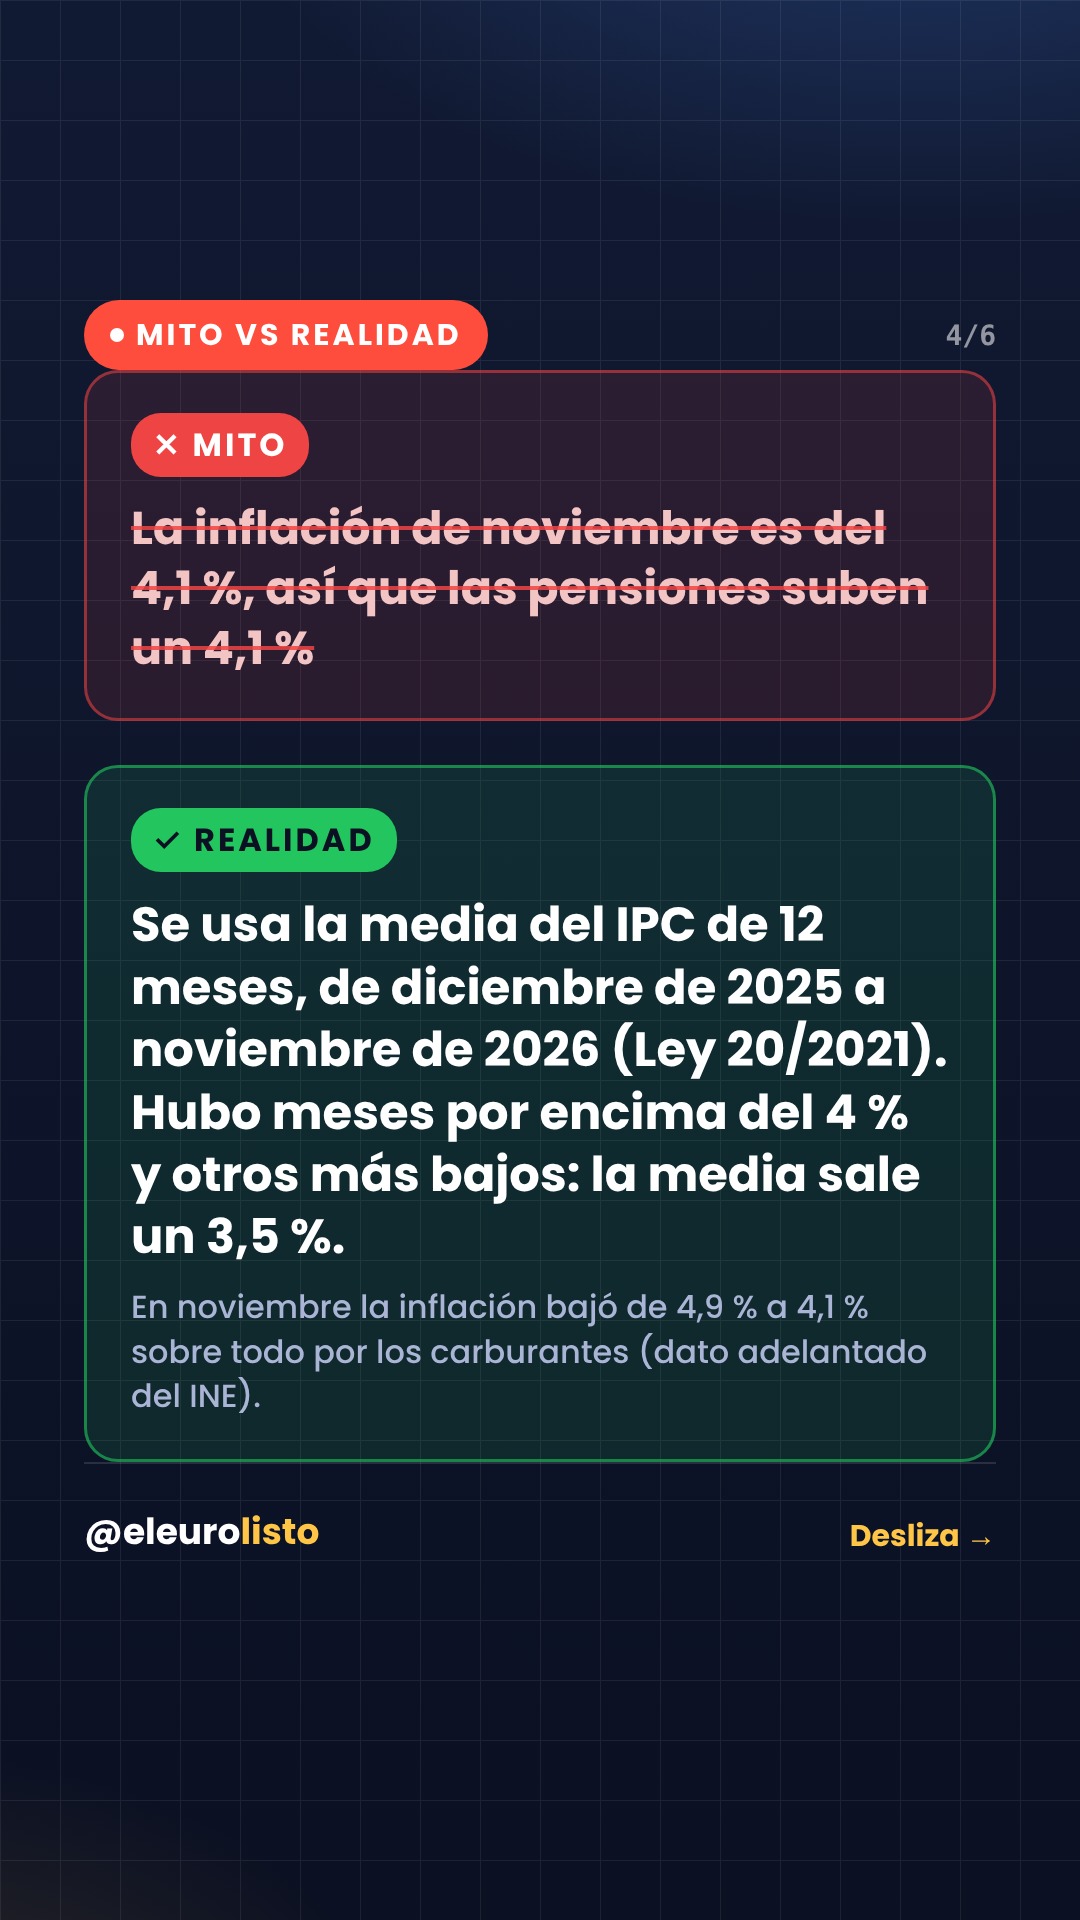 • MITO VS REALIDAD
4/6
✕ MITO
La inflación de noviembre es del
4,1 %, así que las pensiones suben
un 4,1 %
✓ REALIDAD
Se usa la media del IPC de 12
meses, de diciembre de 2025 a
noviembre de 2026 (Ley 20/2021).
Hubo meses por encima del 4 %
y otros más bajos: la media sale
un 3,5 %.
En noviembre la inflación bajó de 4,9 % a 4,1 %
sobre todo por los carburantes (dato adelantado
del INE).
@eleurolisto
Desliza →